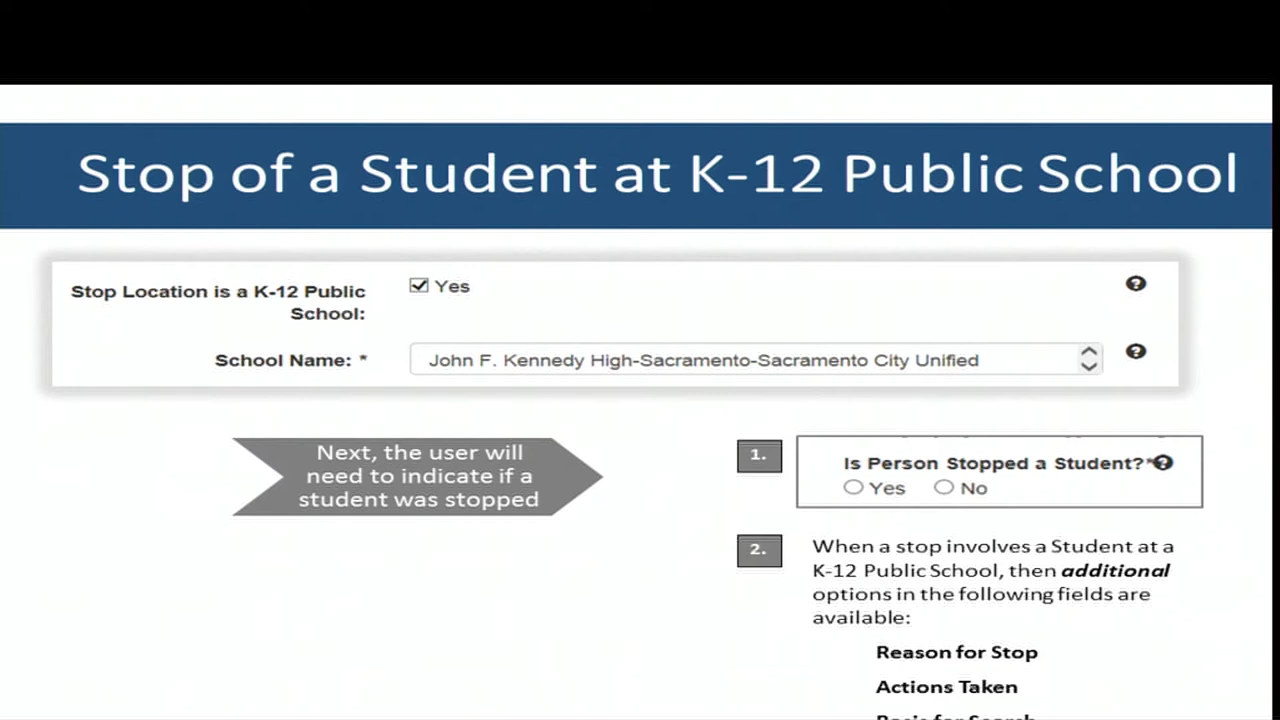 Stop of a Student at K-12 Public School
Stop Location is a K-12 Public
School:
Yes
School Name: *
John F. Kennedy High-Sacramento-Sacramento City Unified
Next, the user will
need to indicate if a
student was stopped
1.
Is Person Stopped a Student?*
Yes No
2.
When a stop involves a Student at a
K-12 Public School, then additional
options in the following fields are
available:
Reason for Stop
Actions Taken
Basis for Search